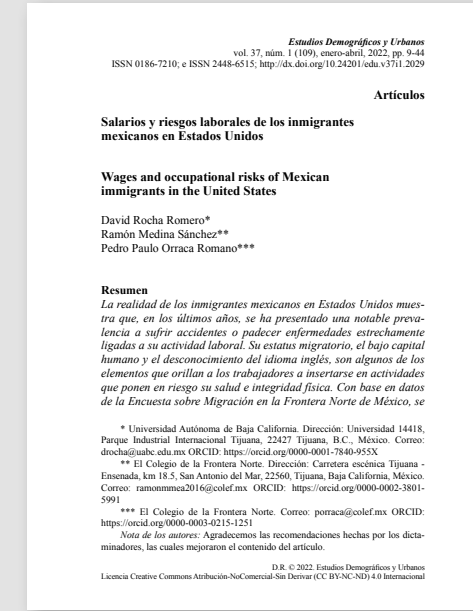 Estudios Demográficos y Urbanos
vol. 37, núm. 1 (109), enero-abril, 2022, pp. 9-44
ISSN 0186-7210; e ISSN 2448-6515; http://dx.doi.org/10.24201/edu.v37i1.2029
Artículos
Salarios y riesgos laborales de los inmigrantes
mexicanos en Estados Unidos
Wages and occupational risks of Mexican
immigrants in the United States
David Rocha Romero*
Ramón Medina Sánchez**
Pedro Paulo Orraca Romano***
Resumen
La realidad de los inmigrantes mexicanos en Estados Unidos mues-
tra que, en los últimos años, se ha presentado una notable preva-
lencia a sufrir accidentes o padecer enfermedades estrechamente
ligadas a su actividad laboral. Su estatus migratorio, el bajo capital
humano y el desconocimiento del idioma inglés, son algunos de los
elementos que orillan a los trabajadores a insertarse en actividades
que ponen en riesgo su salud e integridad física. Con base en datos
de la Encuesta sobre Migración en la Frontera Norte de México, se
* Universidad Autónoma de Baja California. Dirección: Universidad 14418,
Parque Industrial Internacional Tijuana, 22427 Tijuana, B.C., México. Correo:
drocha@uabc.edu.mx ORCID: https://orcid.org/0000-0001-7840-955X
** El Colegio de la Frontera Norte. Dirección: Carretera escénica Tijuana -
Ensenada, km 18.5, San Antonio del Mar, 22560, Tijuana, Baja California, México.
Correo: ramonmmea2016@colef.mx ORCID: https://orcid.org/0000-0002-3801-
5991
*** El Colegio de la Frontera Norte. Correo: porraca@colef.mx ORCID:
https://orcid.org/0000-0003-0215-1251
Nota de los autores: Agradecemos las recomendaciones hechas por los dicta-
minadores, las cuales mejoraron el contenido del artículo.
D.R. © 2022. Estudios Demográficos y Urbanos
Licencia Creative Commons Atribución-NoComercial-Sin Derivar (CC BY-NC-ND) 4.0 Internacional